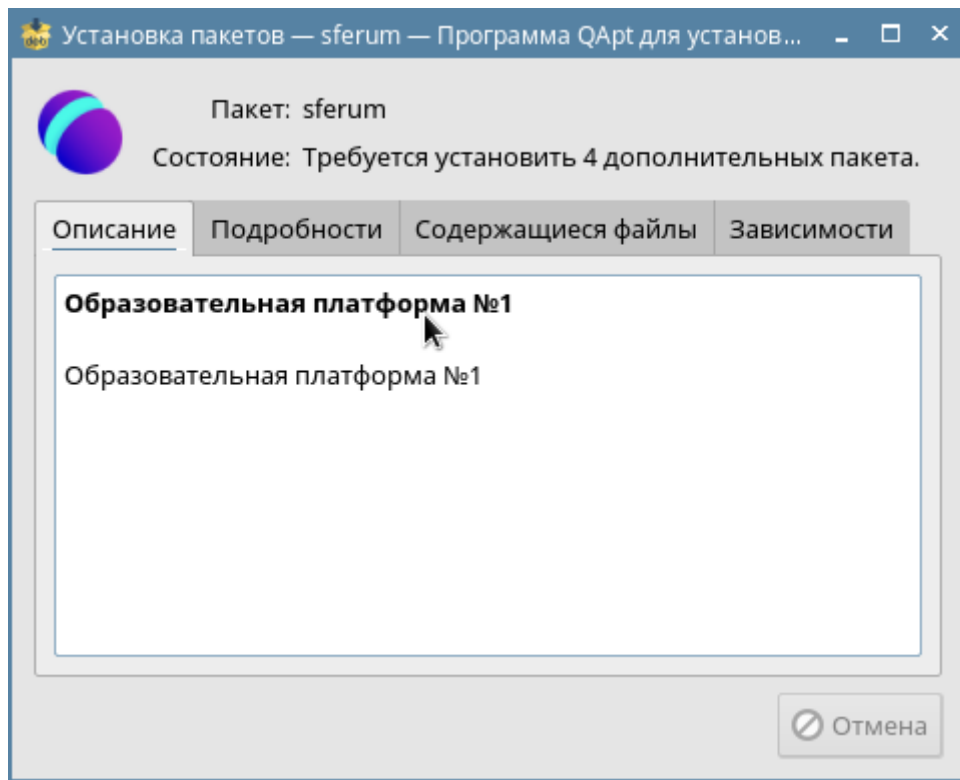 Установка пакетов — sferum — Программа QApt для установ...
Пакет: sferum
Состояние: Требуется установить 4 дополнительных пакета.
Описание Подробности Содержащиеся файлы Зависимости
Образовательная платформа №1
Образовательная платформа №1
Отмена